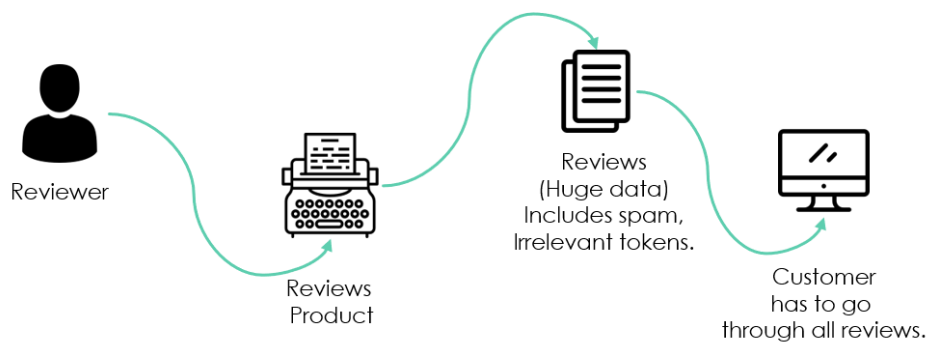 Reviewer
Reviews
Product
Reviews
(Huge data)
Includes spam,
Irrelevant tokens.
Customer
has to go
through all reviews.